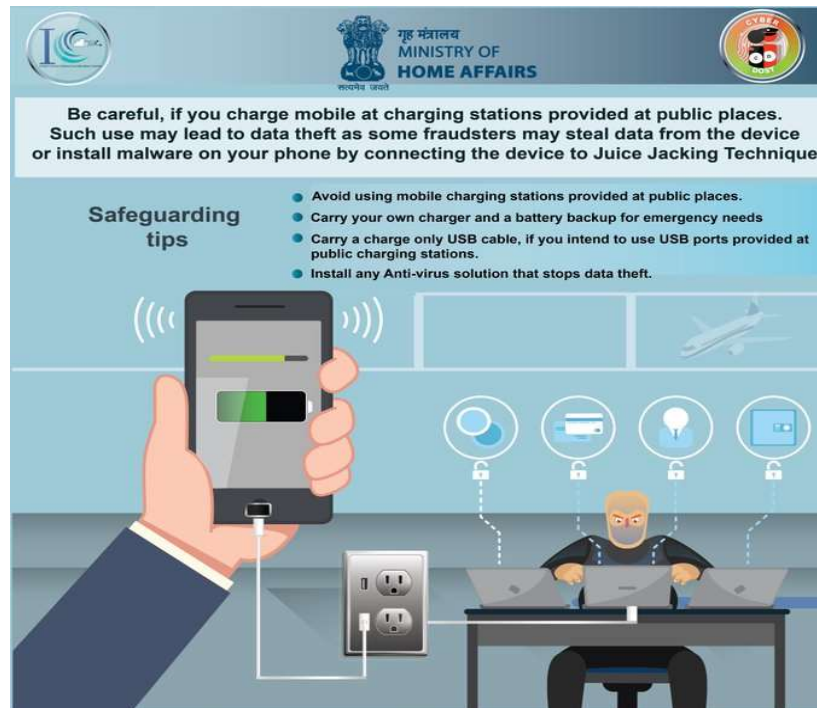 गृह मंत्रालय
MINISTRY OF
HOME AFFAIRS
सत्यमेव जयते
CYBER
DOST
Be careful, if you charge mobile at charging stations provided at public places.
Such use may lead to data theft as some fraudsters may steal data from the device
or install malware on your phone by connecting the device to Juice Jacking Technique
Safeguarding
tips
Avoid using mobile charging stations provided at public places.
Carry your own charger and a battery backup for emergency needs
Carry a charge only USB cable, if you intend to use USB ports provided at
public charging stations.
Install any Anti-virus solution that stops data theft.